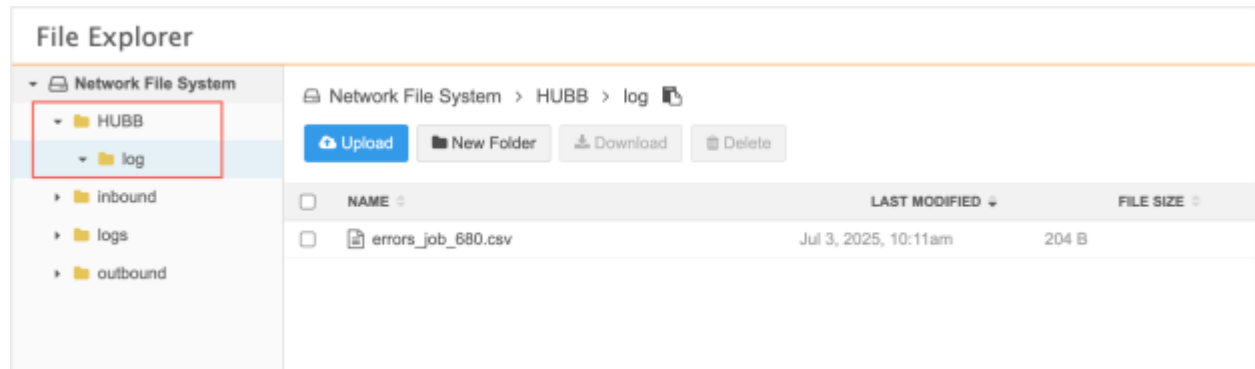 File Explorer
Network File System
HUBB
log
inbound
logs
outbound
Network File System > HUBB > log
Upload New Folder Download Delete
NAME LAST MODIFIED FILE SIZE
errors_job_680.csv Jul 3, 2025, 10:11am 204 B